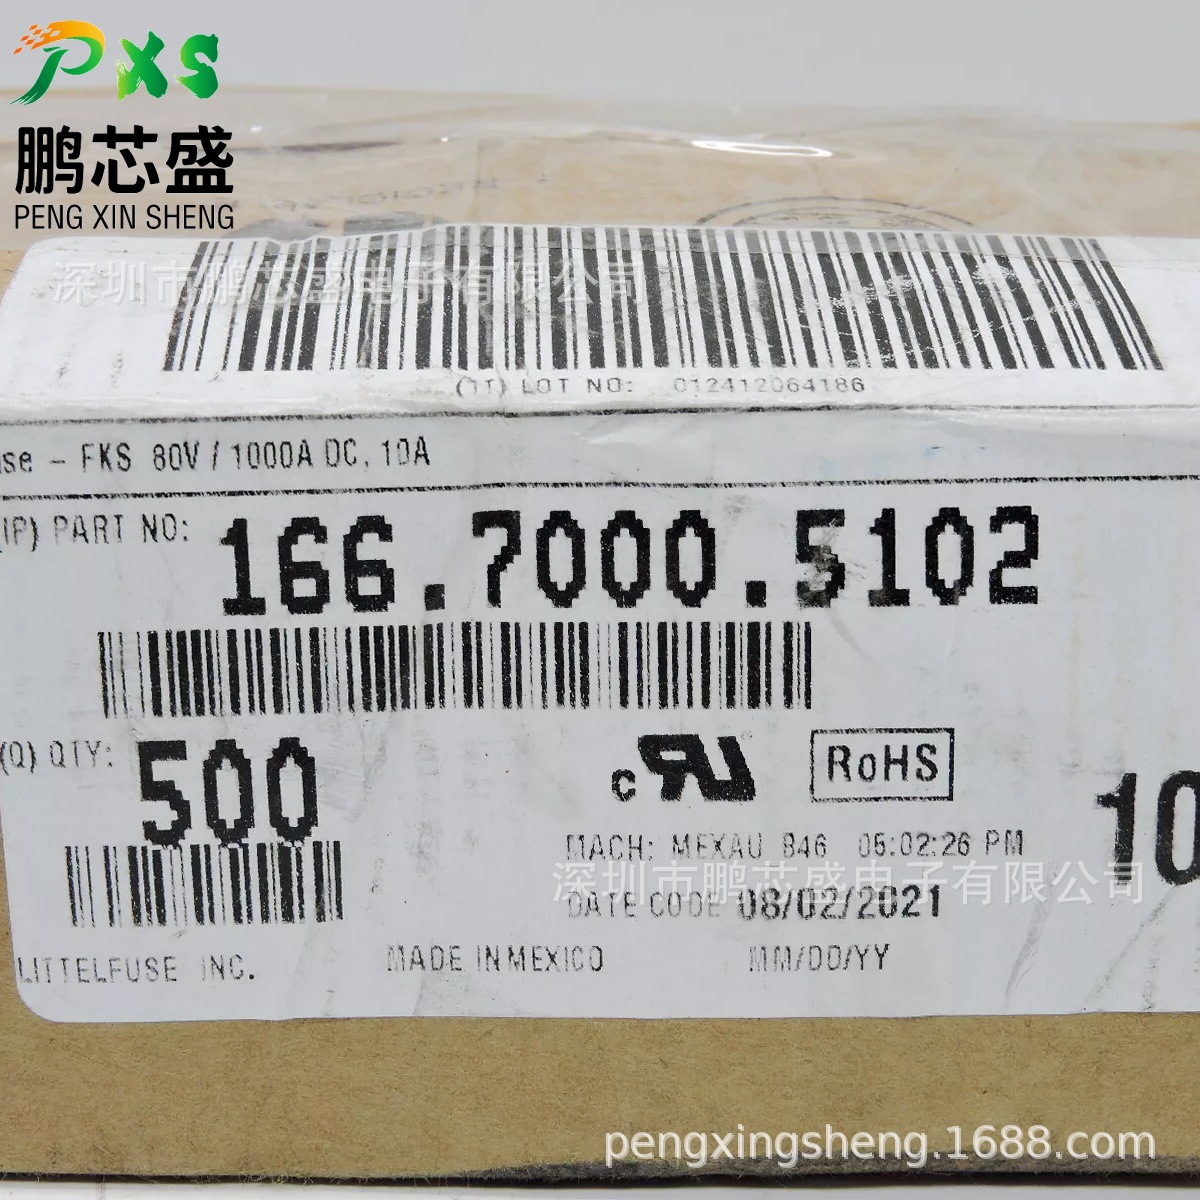 PXS
鹏芯盛
PENG XIN SHENG
深圳市鹏芯盛电子有限公司
(1T) LOT NO: 012412064186
use - FKS 80V / 1000A DC, 10A
(1P) PART NO: 166.7000.5102
(Q) QTY: 500
c RU RoHS
10
MACH: MEXAU 846 05:02:26 PM
深圳市鹏芯盛电子有限公司
DATE CODE 08/02/2021
LITTELFUSE INC. MADE IN MEXICO MM/DD/YY
pengxingsheng.1688.com